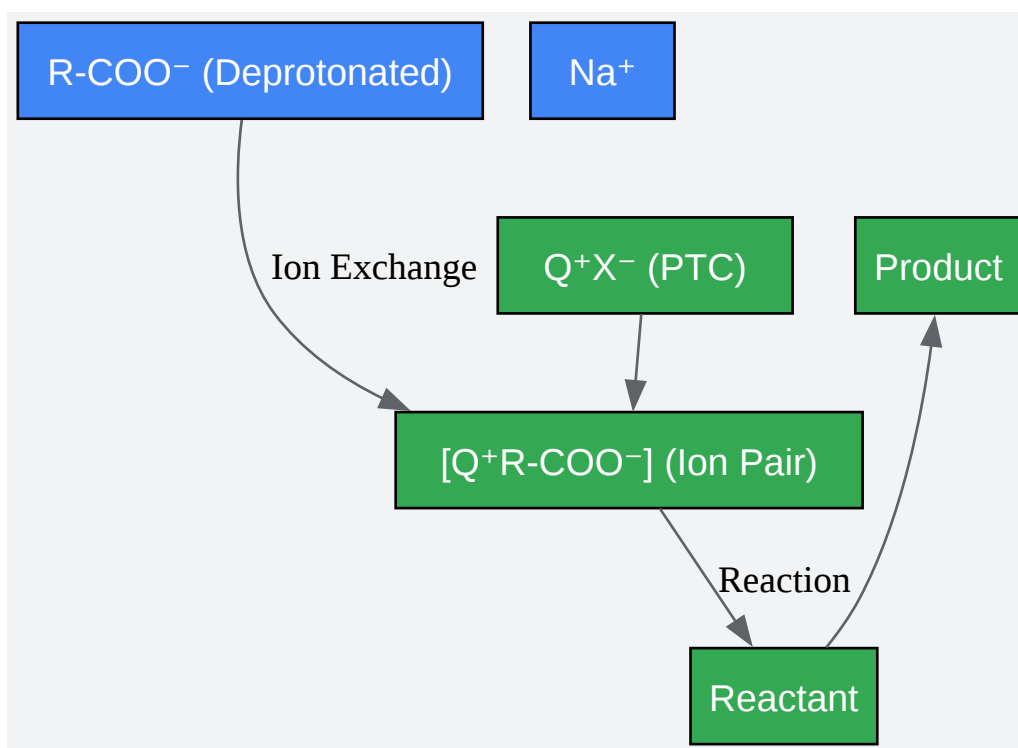 R-COO⁻ (Deprotonated)
Na⁺
Ion Exchange
Q⁺X⁻ (PTC)
Product
[Q⁺R-COO⁻] (Ion Pair)
Reaction
Reactant